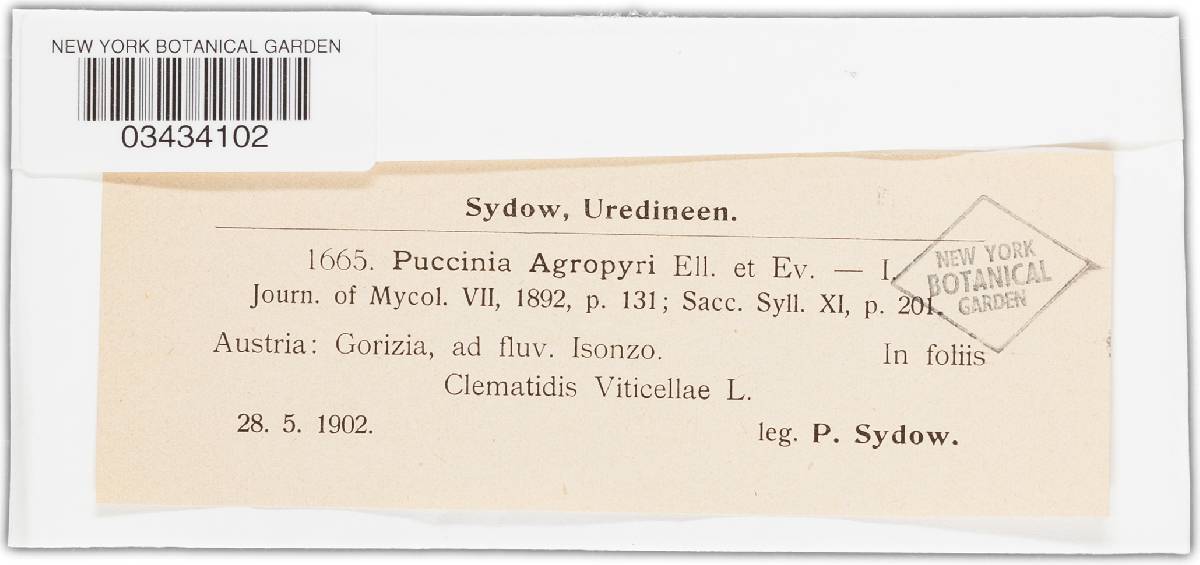 NEW YORK BOTANICAL GARDEN
03434102
Sydow, Uredineen.
1665. Puccinia Agropyri Ell. et Ev. — I.
Journ. of Mycol. VII, 1892, p. 131; Sacc. Syll. XI, p. 201.
NEW YORK
BOTANICAL
GARDEN
Austria: Gorizia, ad fluv. Isonzo. In foliis
Clematidis Viticellae L.
28. 5. 1902. leg. P. Sydow.